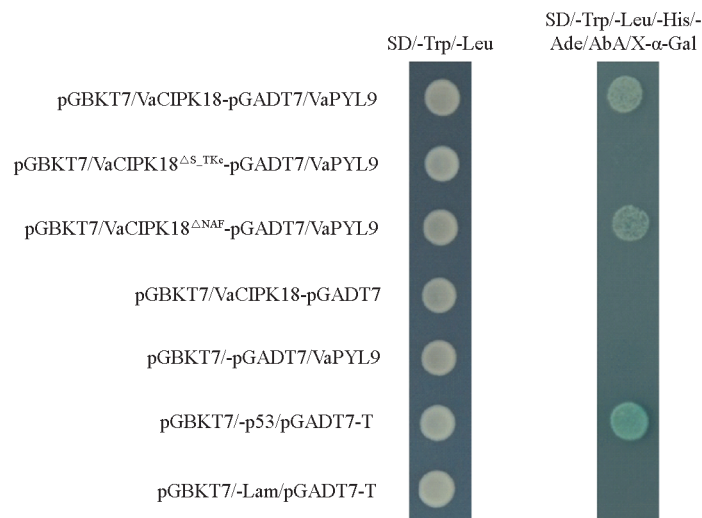 SD/-Trp/-Leu
SD/-Trp/-Leu/-His/-
Ade/AbA/X-α-Gal
pGBKT7/VaCIPK18-pGADT7/VaPYL9
pGBKT7/VaCIPK18△S_TKc-pGADT7/VaPYL9
pGBKT7/VaCIPK18△NAF-pGADT7/VaPYL9
pGBKT7/VaCIPK18-pGADT7
pGBKT7/-pGADT7/VaPYL9
pGBKT7/-p53/pGADT7-T
pGBKT7/-Lam/pGADT7-T